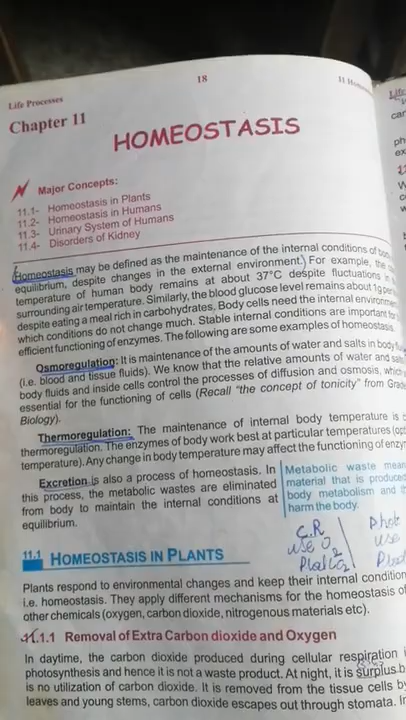 18
Life Processes
Chapter 11
HOMEOSTASIS
Major Concepts:
11.1- Homeostasis in Plants
11.2- Homeostasis in Humans
11.3- Urinary System of Humans
11.4- Disorders of Kidney
Homeostasis may be defined as the maintenance of the internal conditions of body
equilibrium, despite changes in the external environment. For example, the
temperature of human body remains at about 37°C despite fluctuations in
surrounding air temperature. Similarly, the blood glucose level remains about 1g per
despite eating a meal rich in carbohydrates. Body cells need the internal environment
which conditions do not change much. Stable internal conditions are important for
efficient functioning of enzymes. The following are some examples of homeostasis.
Osmoregulation: It is maintenance of the amounts of water and salts in body
(i.e. blood and tissue fluids). We know that the relative amounts of water and salts
body fluids and inside cells control the processes of diffusion and osmosis, which
essential for the functioning of cells (Recall "the concept of tonicity" from Grade
Biology).
Thermoregulation: The maintenance of internal body temperature is
thermoregulation. The enzymes of body work best at particular temperatures (opt
temperature). Any change in body temperature may affect the functioning of enzym
Excretion is also a process of homeostasis. In
this process, the metabolic wastes are eliminated
from body to maintain the internal conditions at
equilibrium.
Metabolic waste mean
material that is produced
body metabolism and
harm the body.
C.R
use O2
CO2
Phot
use
11.1 HOMEOSTASIS IN PLANTS
Plants respond to environmental changes and keep their internal condition
i.e. homeostasis. They apply different mechanisms for the homeostasis of
other chemicals (oxygen, carbon dioxide, nitrogenous materials etc).
11.1.1 Removal of Extra Carbon dioxide and Oxygen
In daytime, the carbon dioxide produced during cellular respiration
photosynthesis and hence it is not a waste product. At night, it is surplus b
is no utilization of carbon dioxide. It is removed from the tissue cells by
leaves and young stems, carbon dioxide escapes out through stomata. In